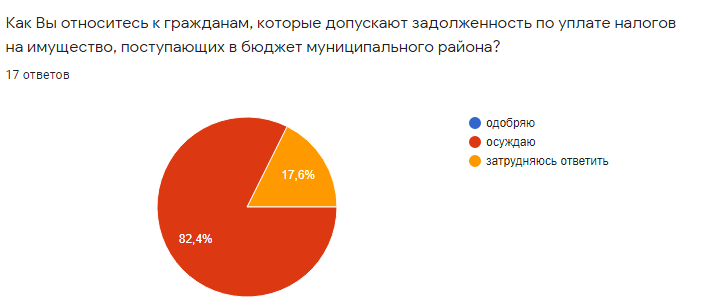 Как Вы относитесь к гражданам, которые допускают задолженность по уплате налогов
на имущество, поступающих в бюджет муниципального района?
17 ответов
одобряю
осуждаю
затрудняюсь ответить
17,6%
82,4%